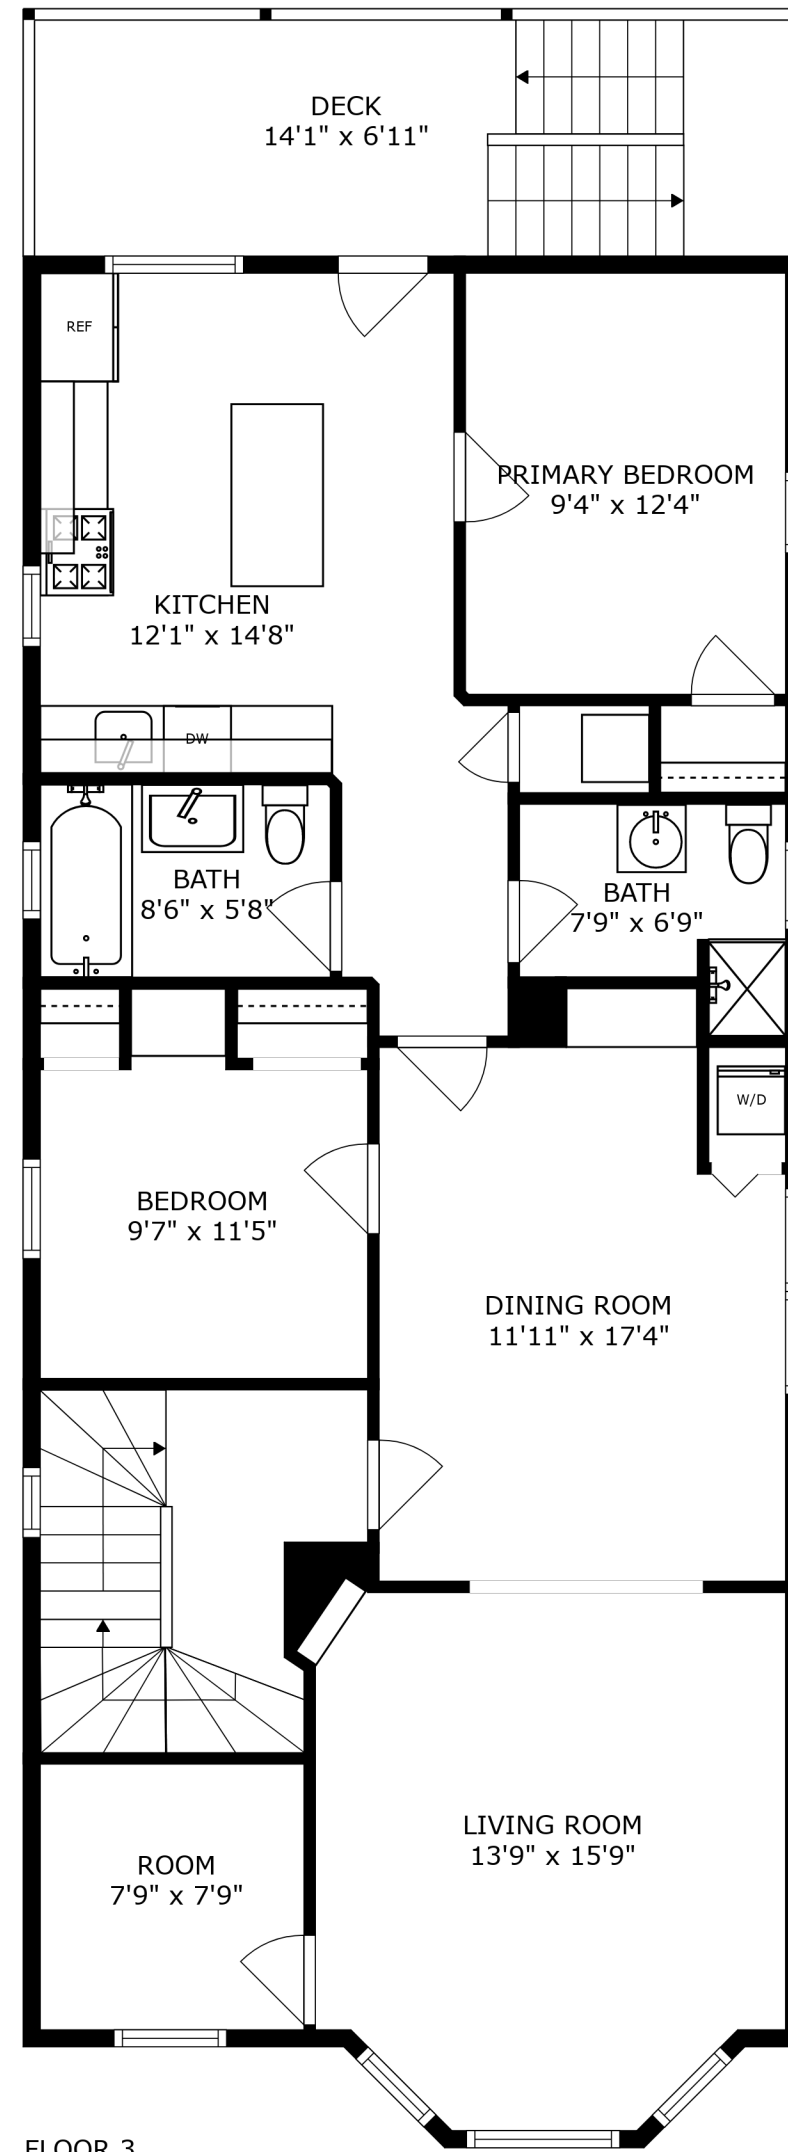 DECK
14'1" x 6'11"
REF
PRIMARY BEDROOM
9'4" x 12'4"
KITCHEN
12'1" x 14'8"
DW
BATH
8'6" x 5'8"
BATH
7'9" x 6'9"
W/D
BEDROOM
9'7" x 11'5"
DINING ROOM
11'11" x 17'4"
LIVING ROOM
13'9" x 15'9"
ROOM
7'9" x 7'9"
FLOOR 3